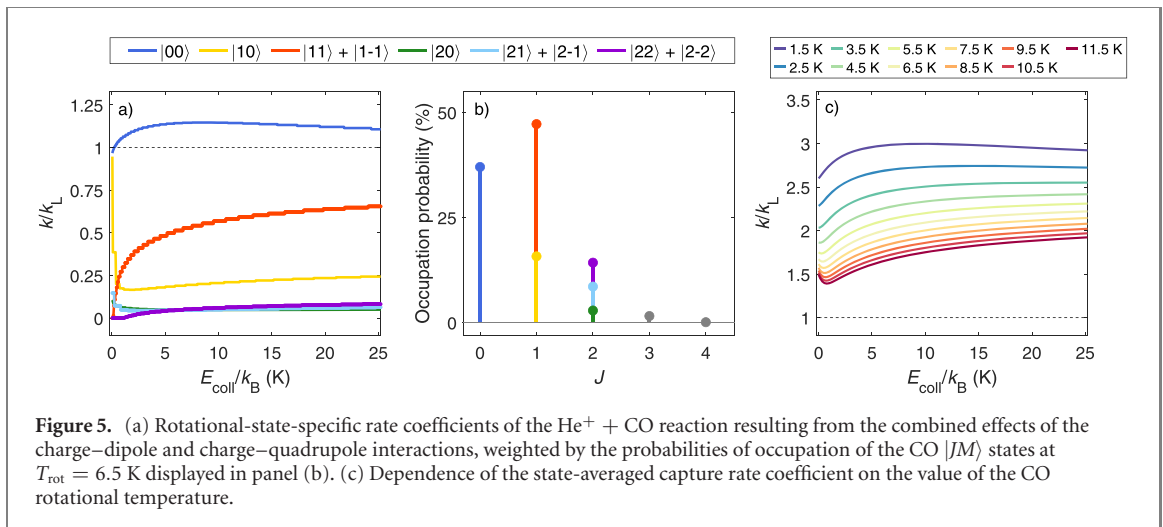 |00⟩ |10⟩ |11⟩ + |1-1⟩ |20⟩ |21⟩ + |2-1⟩ |22⟩ + |2-2⟩
1.5 K 3.5 K 5.5 K 7.5 K 9.5 K 11.5 K
2.5 K 4.5 K 6.5 K 8.5 K 10.5 K
a)
k/k_L
1.25
1
0.75
0.5
0.25
0
0 5 10 15 20 25
E_coll/k_B (K)
b)
Occupation probability (%)
50
25
0
0 1 2 3 4
J
c)
k/k_L
3.5
3
2.5
2
1.5
1
0 5 10 15 20 25
E_coll/k_B (K)
Figure 5. (a) Rotational-state-specific rate coefficients of the He⁺ + CO reaction resulting from the combined effects of the
charge–dipole and charge–quadrupole interactions, weighted by the probabilities of occupation of the CO |JM⟩ states at
T_rot = 6.5 K displayed in panel (b). (c) Dependence of the state-averaged capture rate coefficient on the value of the CO
rotational temperature.